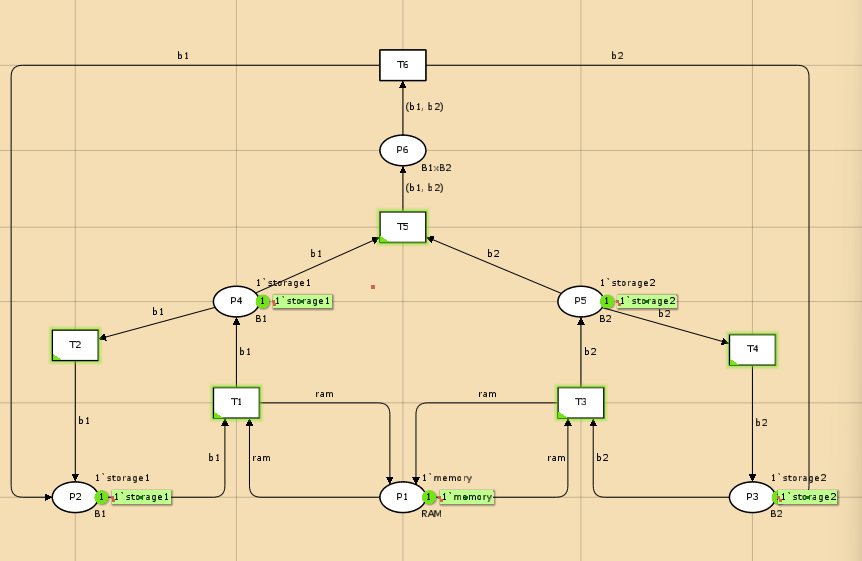 b1
T6
b2
(b1, b2)
P6
B1xB2
(b1, b2)
T5
b1
b2
1`storage1
P4
1
1`storage1
B1
1`storage2
P5
1
1`storage2
B2
b2
b1
T2
T4
b1
b2
T1
ram
ram
T3
b1
b2
b1
ram
ram
b2
1`storage1
P2
1
1`storage1
B1
1`memory
P1
1
1`memory
RAM
1`storage2
P3
1`storage2
B2